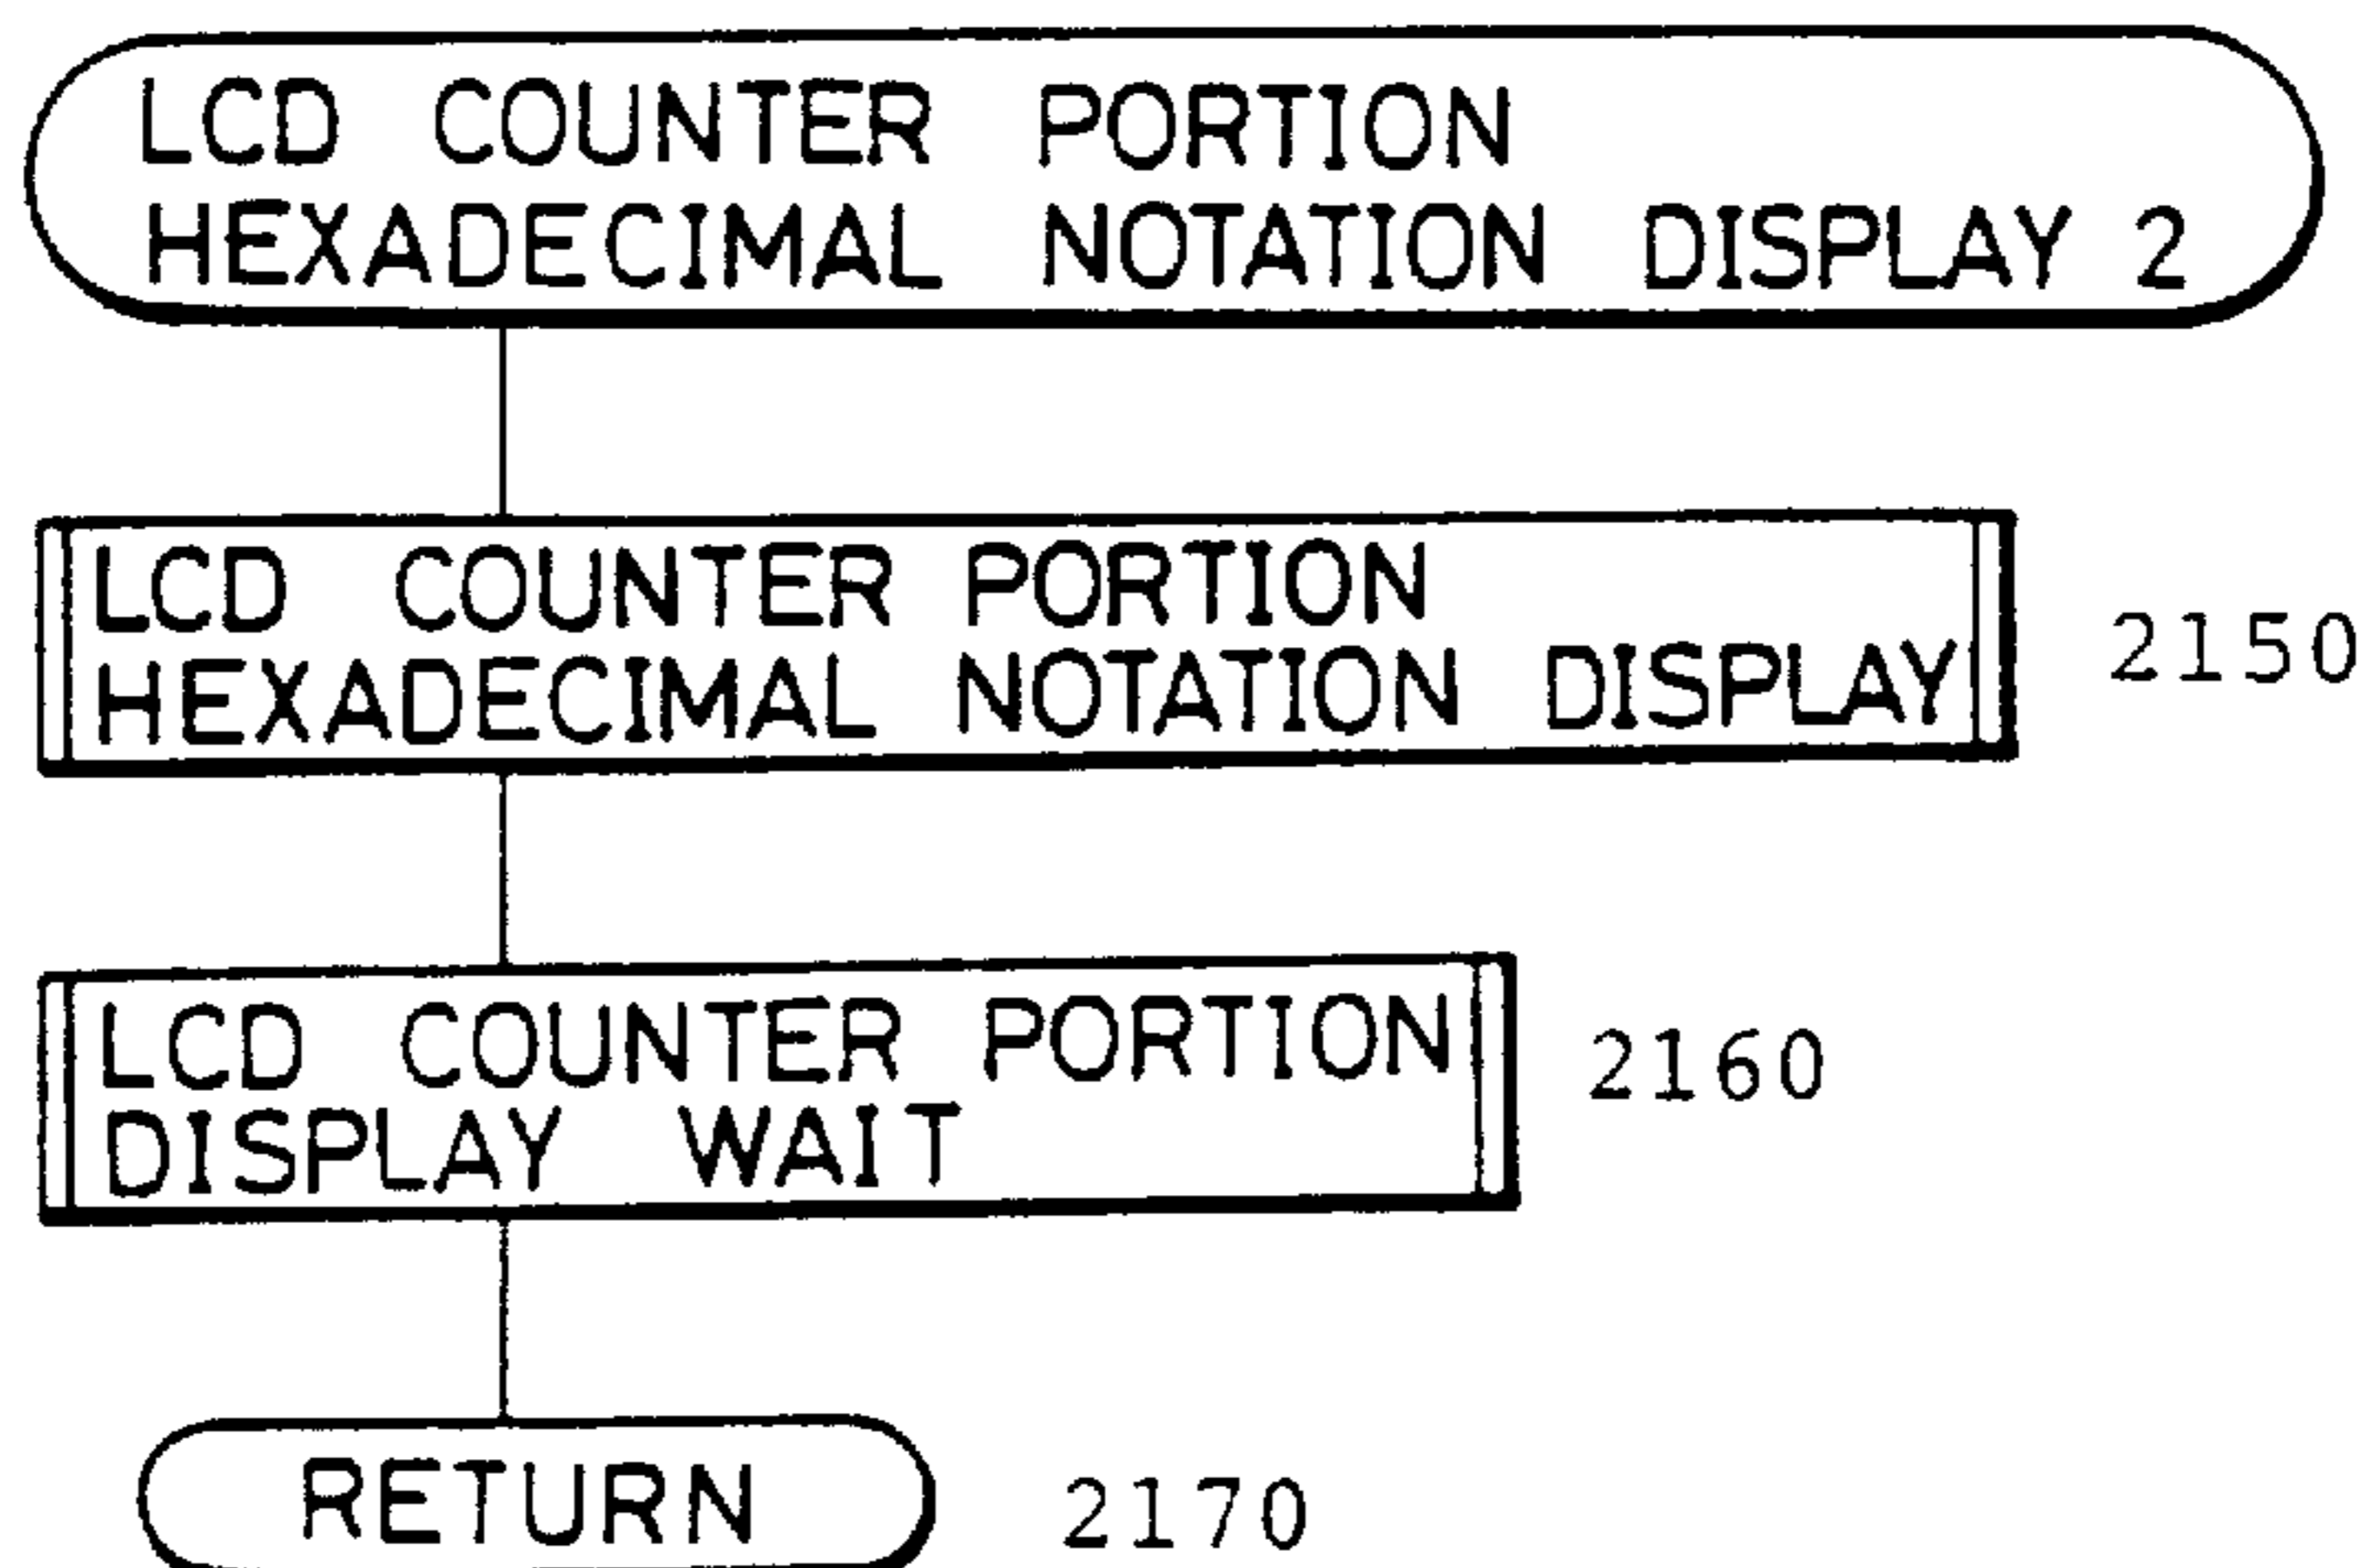 LCD COUNTER PORTION
HEXADECIMAL NOTATION DISPLAY 2
LCD COUNTER PORTION
HEXADECIMAL NOTATION DISPLAY
2150
LCD COUNTER PORTION
DISPLAY WAIT
2160
RETURN
2170